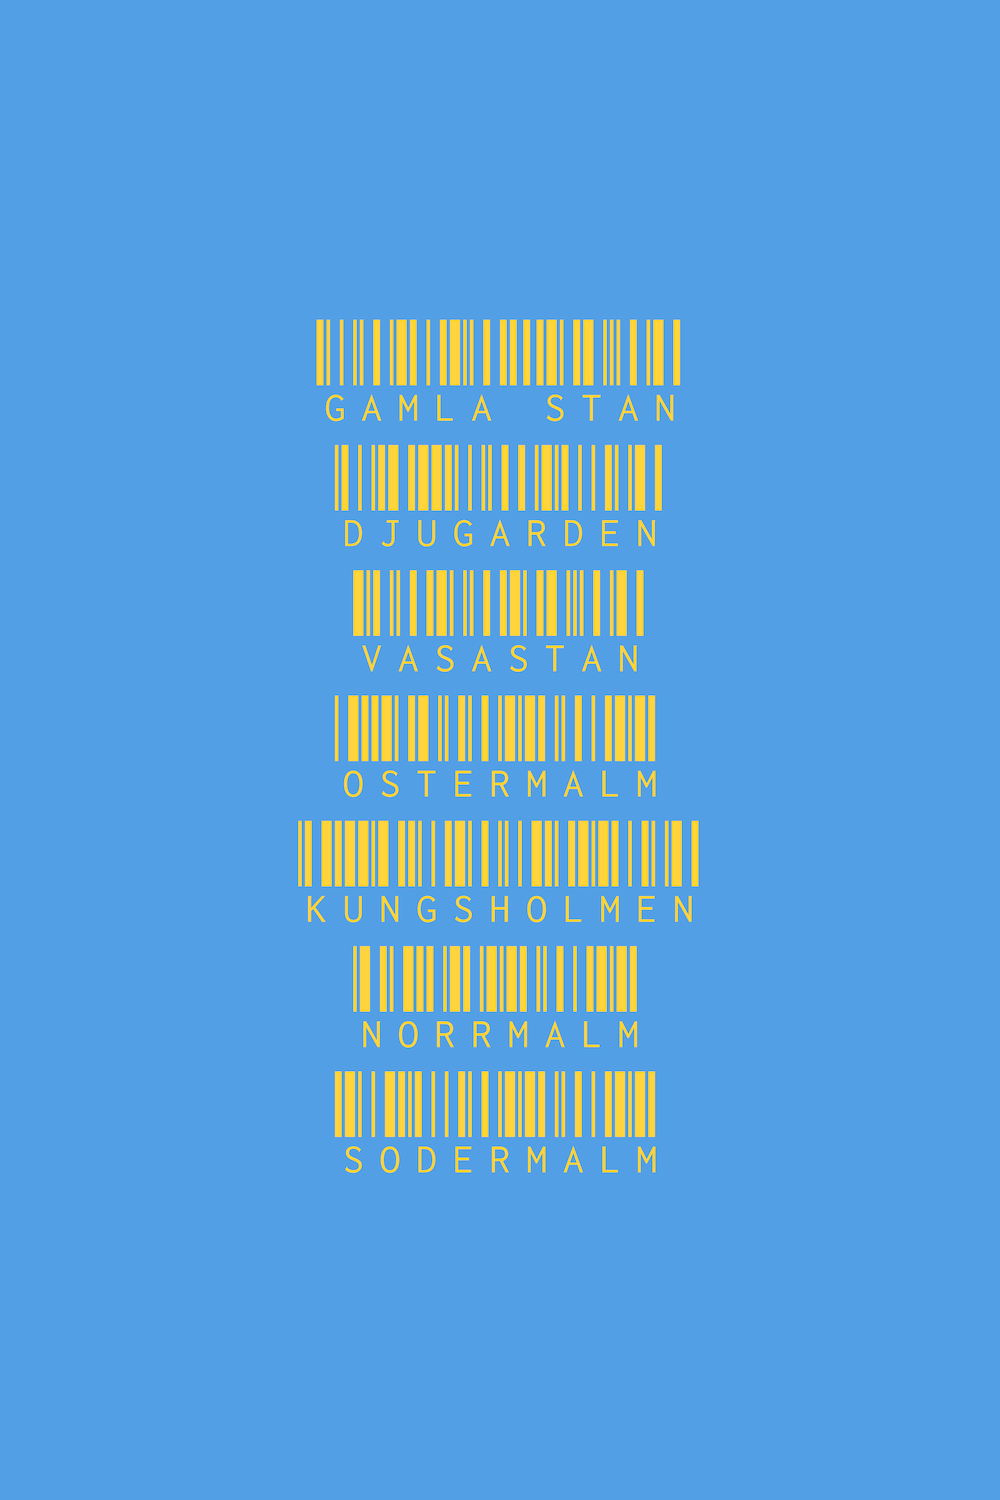 GAMLA STAN
DJUGARDEN
VASASTAN
OSTERMALM
KUNGSHOLMEN
NORRMALM
SODERMALM